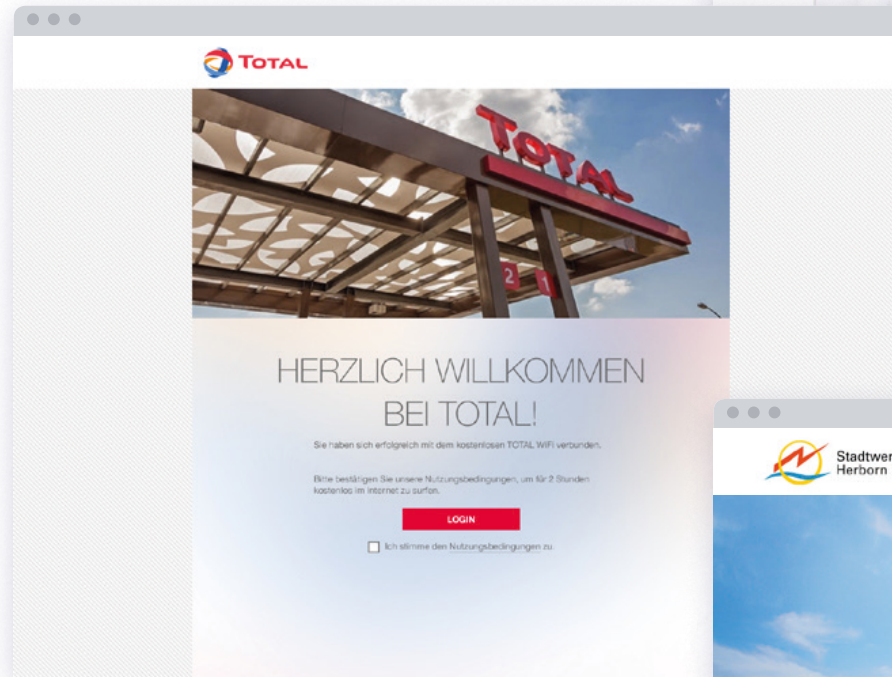 TOTAL
TOTAL
2
1
HERZLICH WILLKOMMEN
BEI TOTAL!
Sie haben sich erfolgreich mit dem kostenlosen TOTAL WiFi verbunden.
Bitte bestätigen Sie unsere Nutzungsbedingungen, um für 2 Stunden
kostenlos im Internet zu surfen.
LOGIN
Ich stimme den Nutzungsbedingungen zu.
Stadtwer
Herborn